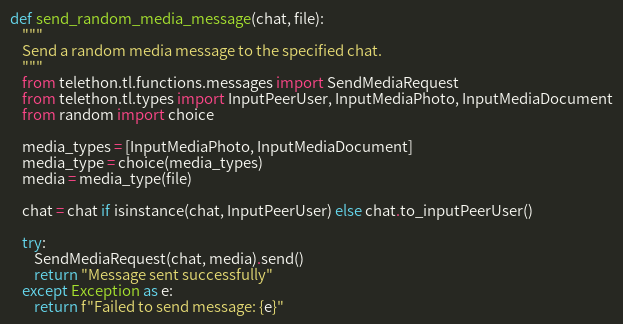 def send_random_media_message(chat, file):
    """
    Send a random media message to the specified chat.
    """
    from telethon.tl.functions.messages import SendMediaRequest
    from telethon.tl.types import InputPeerUser, InputMediaPhoto, InputMediaDocument
    from random import choice

    media_types = [InputMediaPhoto, InputMediaDocument]
    media_type = choice(media_types)
    media = media_type(file)

    chat = chat if isinstance(chat, InputPeerUser) else chat.to_inputPeerUser()

    try:
        SendMediaRequest(chat, media).send()
        return "Message sent successfully"
    except Exception as e:
        return f"Failed to send message: {e}"